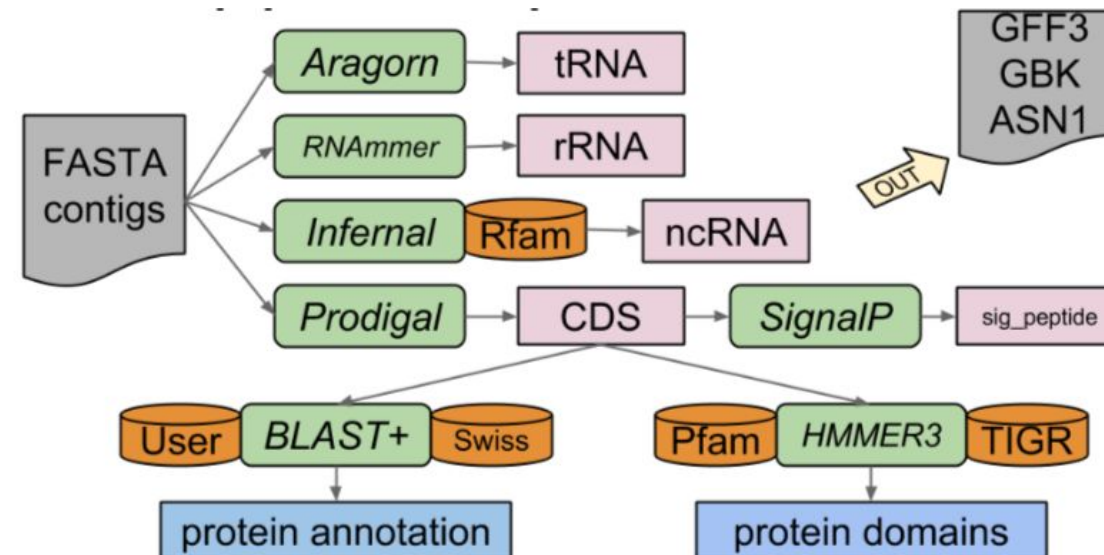 GFF3
GBK
ASN1
Aragorn
tRNA
FASTA
contigs
RNAmmer
rRNA
OUT
Infernal
Rfam
ncRNA
Prodigal
CDS
SignalP
sig_peptide
User
BLAST+
Swiss
Pfam
HMMER3
TIGR
protein annotation
protein domains